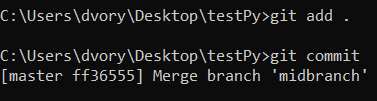 C:\Users\dvory\Desktop\testPy>git add .
C:\Users\dvory\Desktop\testPy>git commit
[master ff36555] Merge branch 'midbranch'